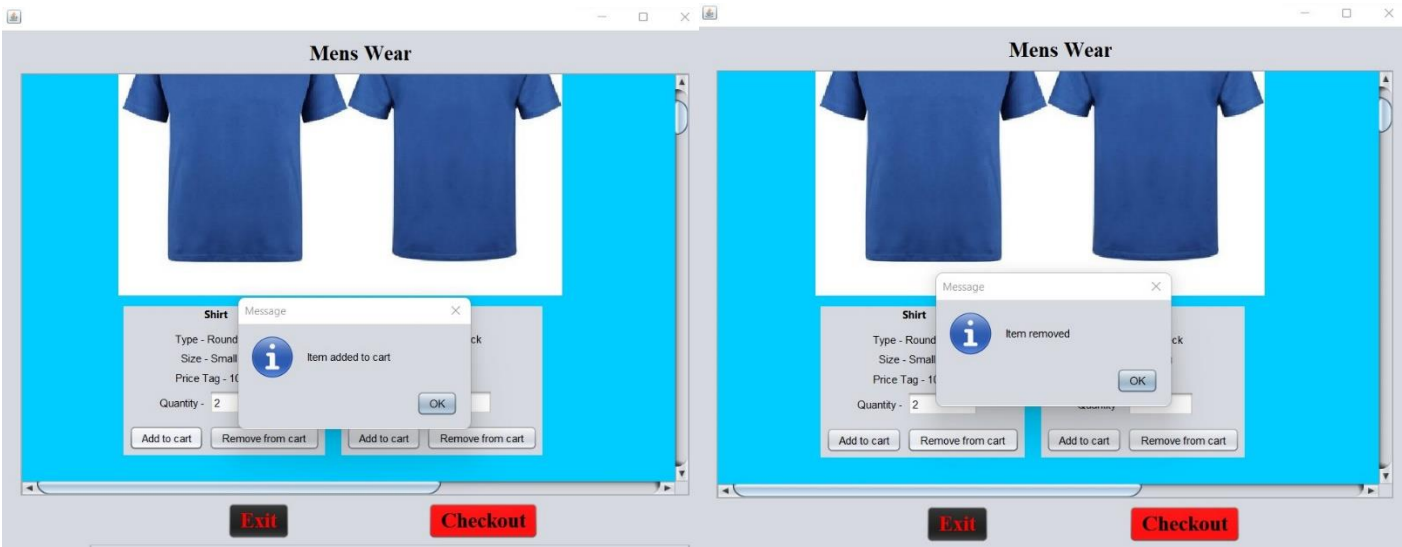 Mens Wear
Message
Item added to cart
OK
Shirt
Type - Round
Size - Small
Price Tag - 10
Quantity - 2
ck
Add to cart Remove from cart Add to cart Remove from cart
Exit Checkout
Mens Wear
Message
Item removed
OK
Shirt
Type - Round
Size - Small
Price Tag - 10
Quantity - 2
ck
Add to cart Remove from cart Add to cart Remove from cart
Exit Checkout